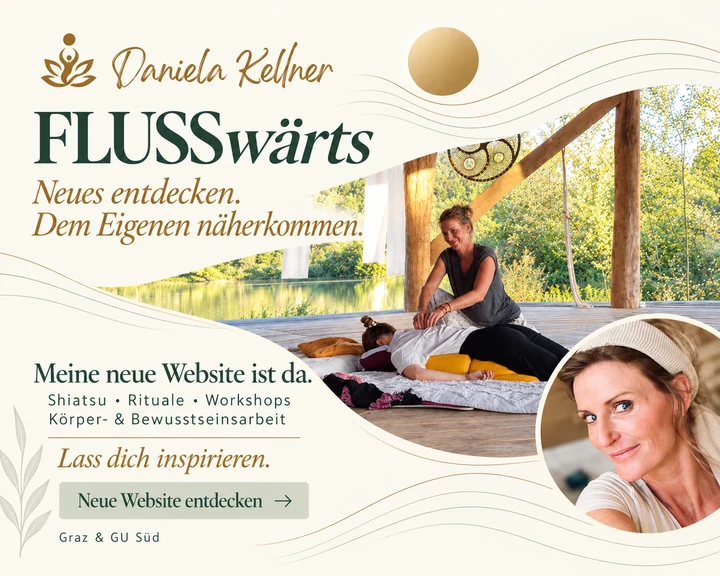 Daniela Kellner
FLUSSwärts
Neues entdecken.
Dem Eigenen näherkommen.
Meine neue Website ist da.
Shiatsu • Rituale • Workshops
Körper- & Bewusstseinsarbeit
Lass dich inspirieren.
Neue Website entdecken →
Graz & GU Süd